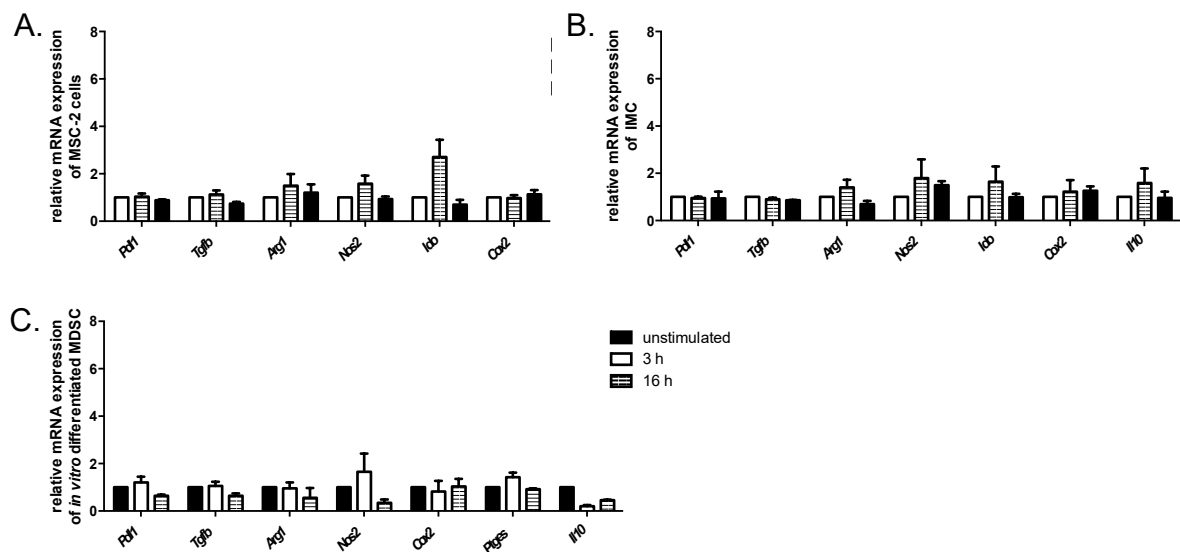 A.
relative mRNA expression
of MSC-2 cells
8
6
4
2
0
Pdl1
Tgfb
Arg1
Nos2
Ido
Cox2
B.
relative mRNA expression
of IMC
8
6
4
2
0
Pdl1
Tgfb
Arg1
Nos2
Ido
Cox2
Il10
C.
relative mRNA expression
of in vitro differentiated MDSC
8
6
4
2
0
Pdl1
Tgfb
Arg1
Nos2
Cox2
Ptges
Il10
unstimulated
3 h
16 h